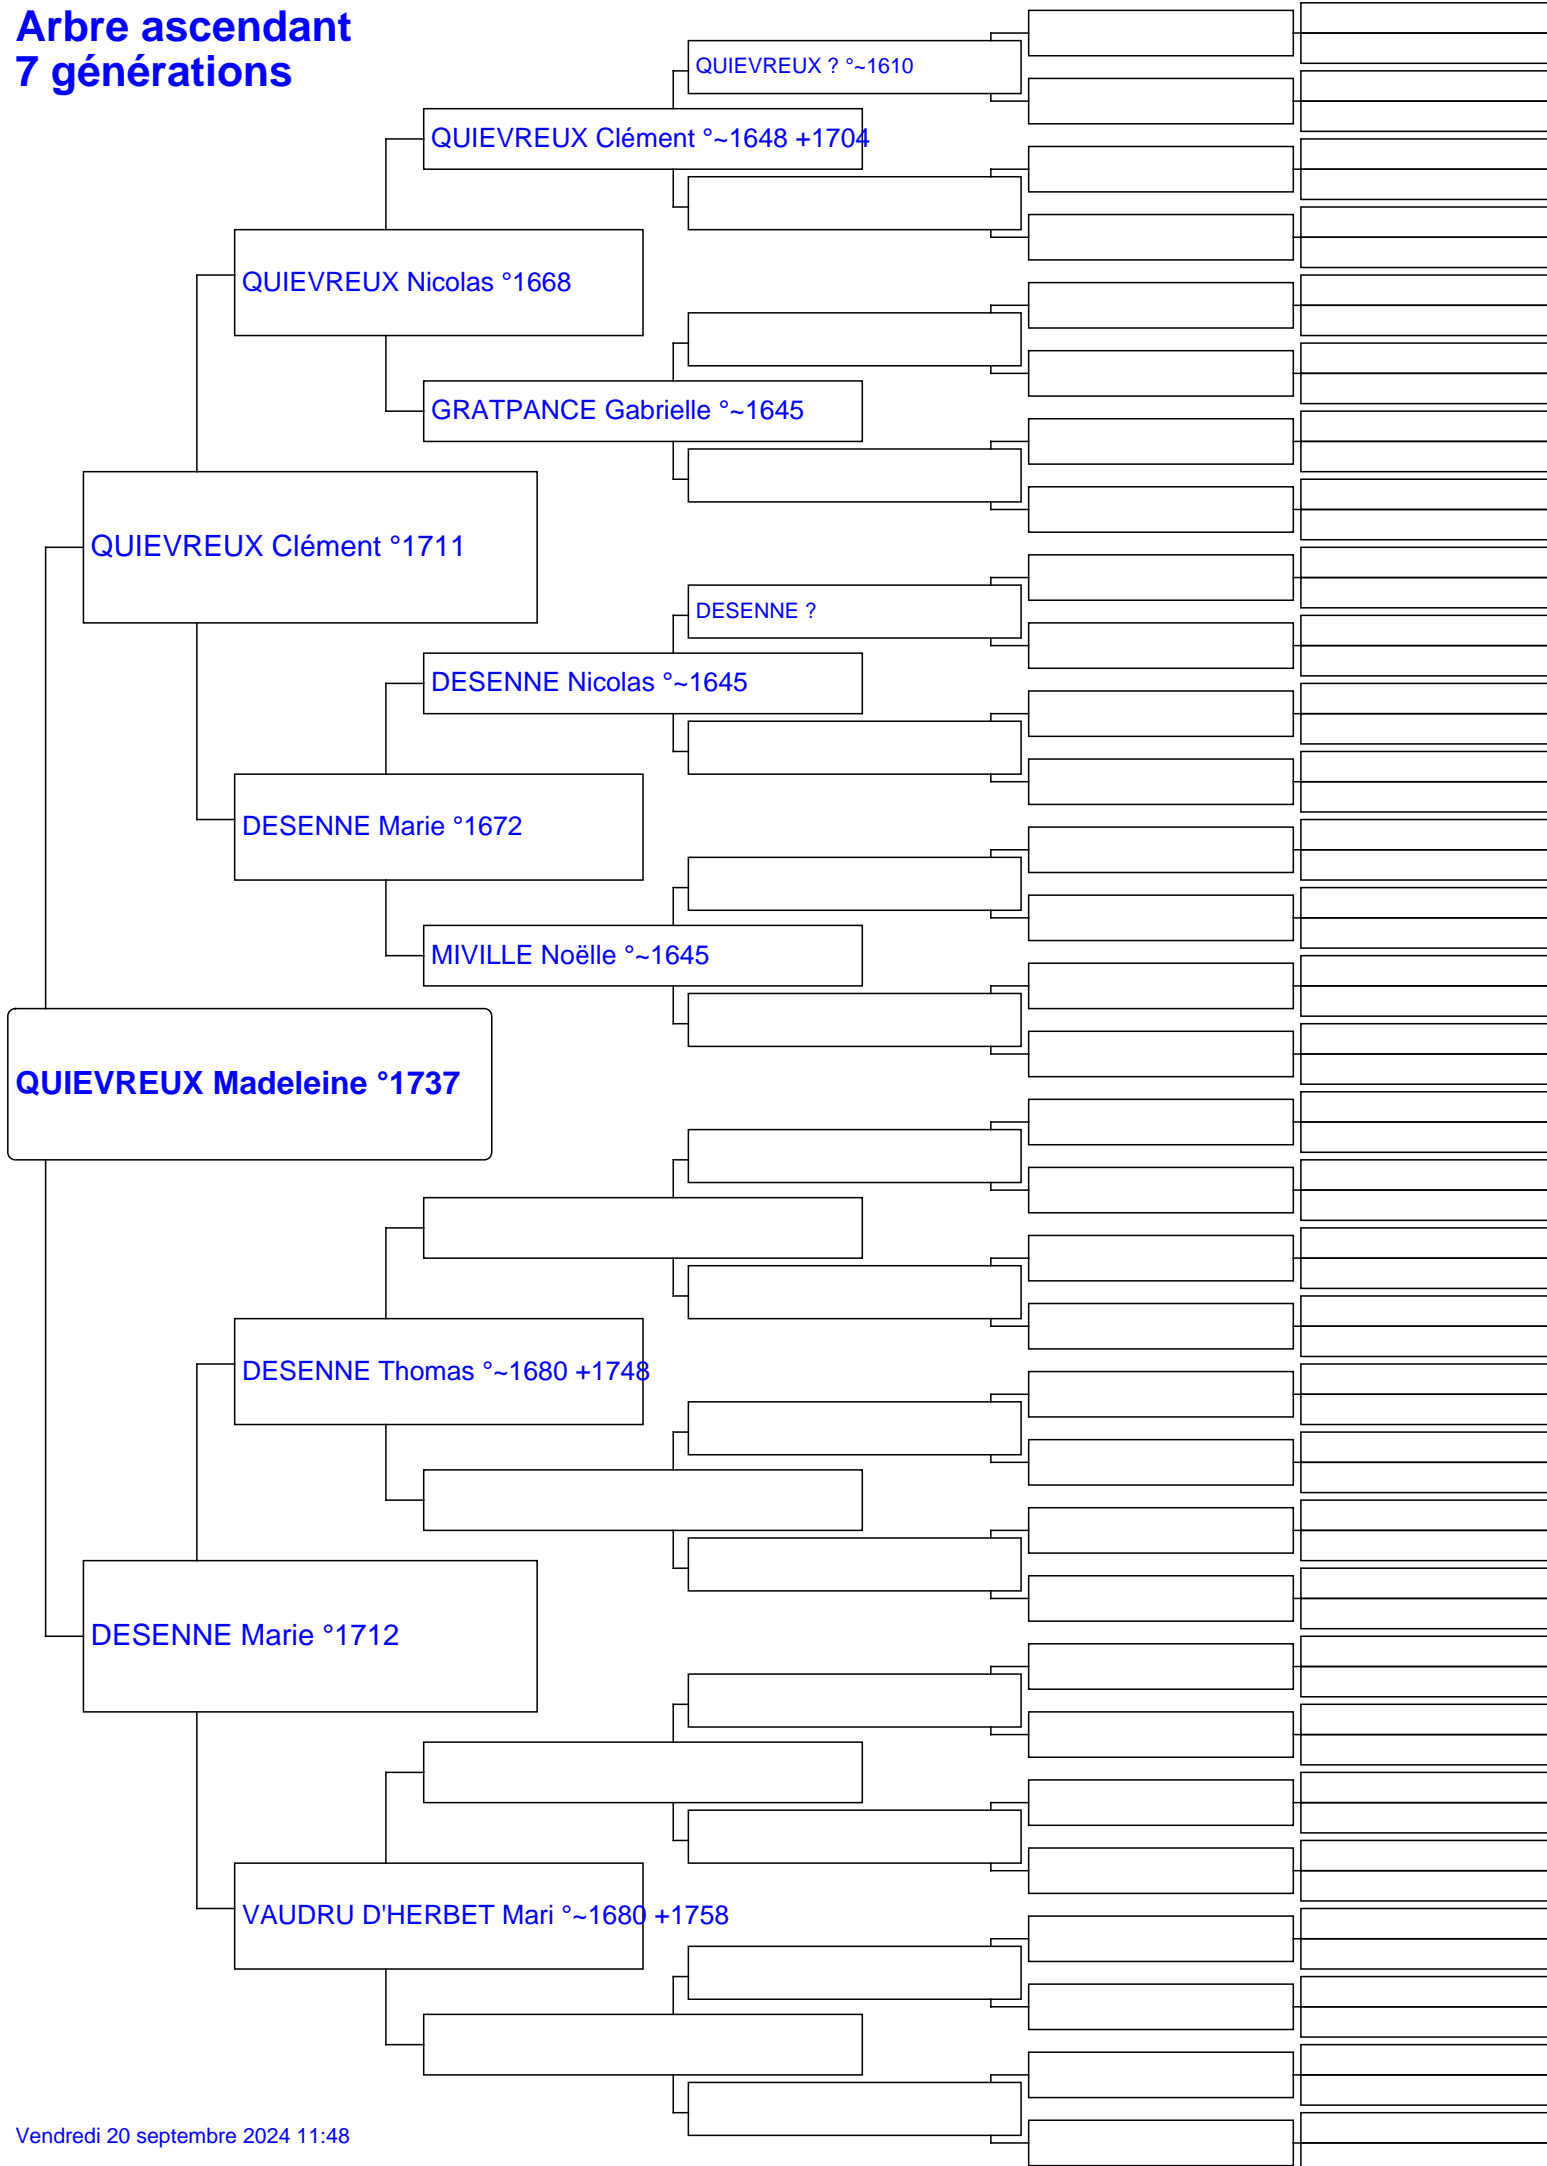 Arbre ascendant
7 générations
QUIEVREUX ? °~1610
QUIEVREUX Clément °~1648 +1704
QUIEVREUX Nicolas °1668
GRATPANCE Gabrielle °~1645
QUIEVREUX Clément °1711
DESENNE ?
DESENNE Nicolas °~1645
DESENNE Marie °1672
MIVILLE Noëlle °~1645
QUIEVREUX Madeleine °1737
DESENNE Thomas °~1680 +1748
DESENNE Marie °1712
VAUDRU D'HERBET Mari °~1680 +1758
Vendredi 20 septembre 2024 11:48